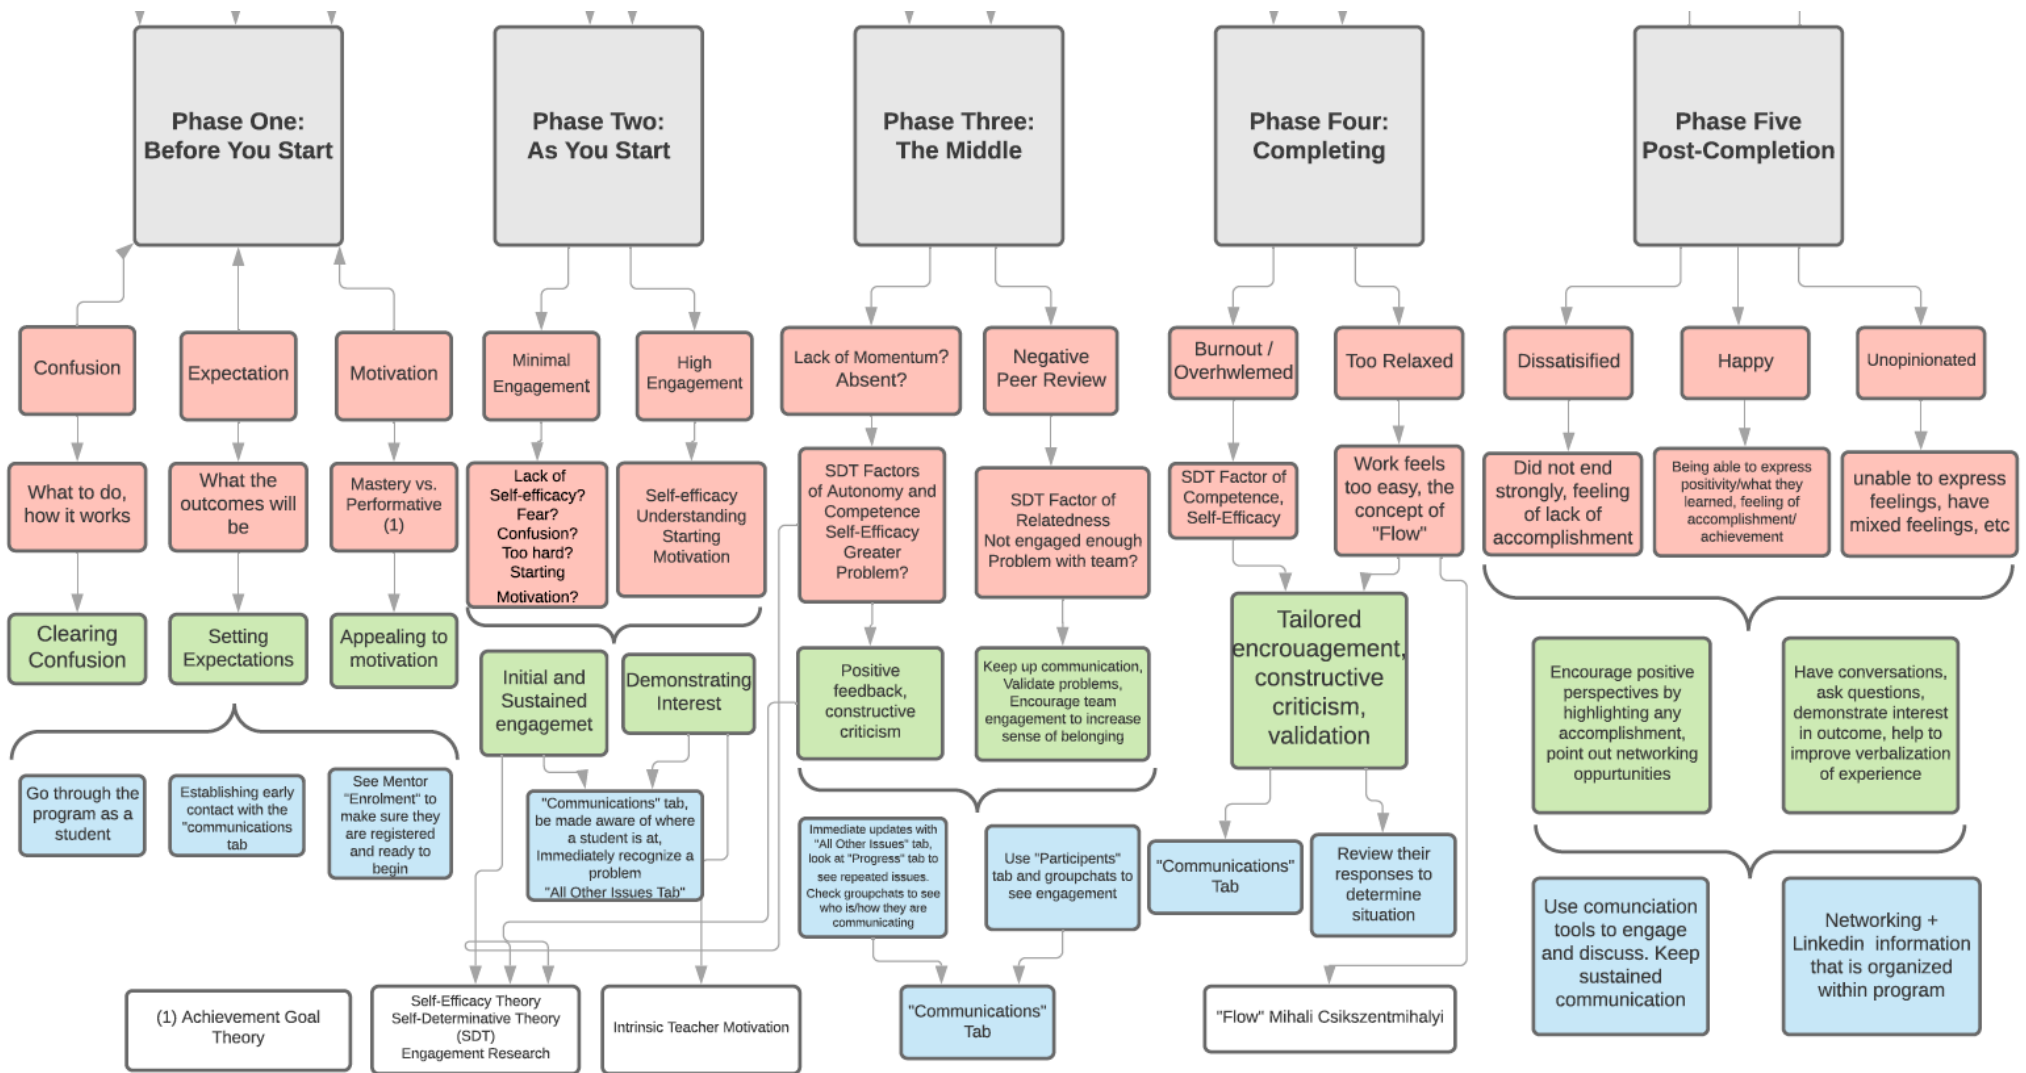 Phase One:
Before You Start
Phase Two:
As You Start
Phase Three:
The Middle
Phase Four:
Completing
Phase Five
Post-Completion
Confusion
Expectation
Motivation
Minimal
Engagement
High
Engagement
Lack of Momentum?
Absent?
Negative
Peer Review
Burnout /
Overhwlemed
Too Relaxed
Dissatisified
Happy
Unopinionated
What to do,
how it works
What the
outcomes will
be
Mastery vs.
Performative
(1)
Lack of
Self-efficacy?
Fear?
Confusion?
Too hard?
Starting
Motivation?
Self-efficacy
Understanding
Starting
Motivation
SDT Factors
of Autonomy and
Competence
Self-Efficacy
Greater
Problem?
SDT Factor of
Relatedness
Not engaged enough
Problem with team?
SDT Factor of
Competence,
Self-Efficacy
Work feels
too easy, the
concept of
"Flow"
Did not end
strongly, feeling
of lack of
accomplishment
Being able to express
positivity/what they
learned, feeling of
accomplishment/
achievement
unable to express
feelings, have
mixed feelings, etc
Clearing
Confusion
Setting
Expectations
Appealing to
motivation
Initial and
Sustained
engagemet
Demonstrating
Interest
Positive
feedback,
constructive
criticism
Keep up communication,
Validate problems,
Encourage team
engagement to increase
sense of belonging
Tailored
encrouagement,
constructive
criticism,
validation
Encourage positive
perspectives by
highlighting any
accomplishment,
point out networking
oppurtunities
Have conversations,
ask questions,
demonstrate interest
in outcome, help to
improve verbalization
of experience
Go through the
program as a
student
Establishing early
contact with the
"communications
tab
See Mentor
"Enrolment" to
make sure they
are registered
and ready to
begin
"Communications" tab,
be made aware of where
a student is at,
Immediately recognize a
problem
"All Other Issues Tab"
Immediate updates with
"All Other Issues" tab,
look at "Progress" tab to
see repeated issues.
Check groupchats to see
who is/how they are
communicating
Use "Participents"
tab and groupchats to
see engagement
"Communications"
Tab
Review their
responses to
determine
situation
Use comunciation
tools to engage
and discuss. Keep
sustained
communication
Networking +
Linkedin information
that is organized
within program
(1) Achievement Goal
Theory
Self-Efficacy Theory
Self-Determinative Theory
(SDT)
Engagement Research
Intrinsic Teacher Motivation
"Communications"
Tab
"Flow" Mihali Csikszentmihalyi